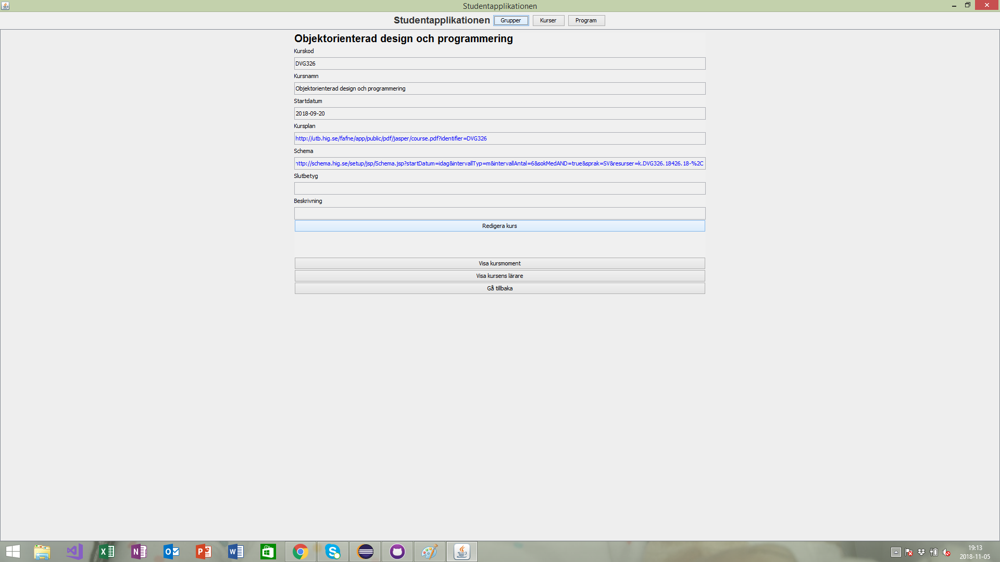 Studentapplikationen
Studentapplikationen Grupper Kurser Program
Objektorienterad design och programmering
Kurskod
DVG326
Kursnamn
Objektorienterad design och programmering
Startdatum
2018-09-20
Kursplan
http://utb.hig.se/fafne/app/public/pdf/jasper/course.pdf?identifier=DVG326
Schema
http://schema.hig.se/setup/jsp/Schema.jsp?startDatum=idag&intervallTyp=m&intervallAntal=6&sokMedAND=true&sprak=SV&resurser=k.DVG326.18426.18-%2C
Slutbetyg
Beskrivning
Redigera kurs
Visa kursmoment
Visa kursens lärare
Gå tillbaka
19:13
2018-11-05